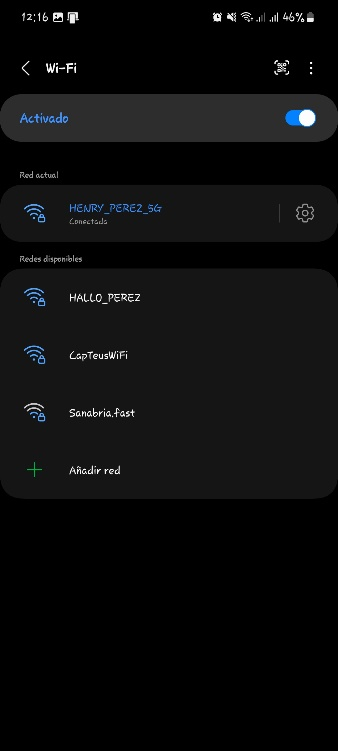 12:16
46%
Wi-Fi
Activado
Red actual
HENRY_PEREZ_5G
Conectado
Redes disponibles
HALLO_PEREZ
CapTeusWiFi
Sanabria.fast
Añadir red